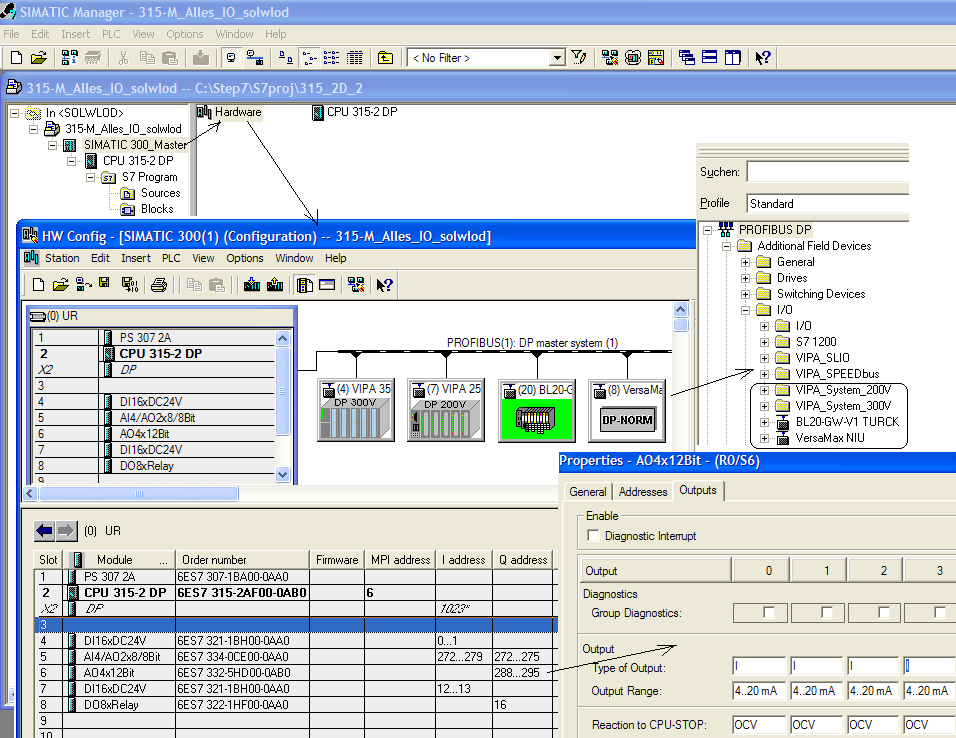 SIMATIC Manager - 315-M_Alles_IO_solwlod
File Edit Insert PLC View Options Window Help
< No Filter >
315-M_Alles_IO_solwlod -- C:\Step7\S7proj\315_2D_2
In <SOLWLOD>
315-M_Alles_IO_solwlod
SIMATIC 300_Master
CPU 315-2 DP
S7 Program
Sources
Blocks
Hardware
CPU 315-2 DP
Suchen:
Profile Standard
PROFIBUS DP
Additional Field Devices
General
Drives
Switching Devices
I/O
I/O
S7 1200
VIPA_SLIO
VIPA_SPEEDbus
VIPA_System_200V
VIPA_System_300V
BL20-GW-V1 TURCK
VersaMax NIU
HW Config - [SIMATIC 300(1) (Configuration) -- 315-M_Alles_IO_solwlod]
Station Edit Insert PLC View Options Window Help
(0) UR
1 PS 307 2A
2 CPU 315-2 DP
X2 DP
3
4 DI16xDC24V
5 AI4/AO2x8/8Bit
6 AO4x12Bit
7 DI16xDC24V
8 DO8xRelay
9
PROFIBUS(1): DP master system (1)
(4) VIPA 35
DP 300V
(7) VIPA 25
DP 200V
(20) BL20-G
(8) VersaMa
DP-NORM
(0) UR
Slot Module ... Order number Firmware MPI address I address Q address
1 PS 307 2A 6ES7 307-1BA00-0AA0
2 CPU 315-2 DP 6ES7 315-2AF00-0AB0 6
X2 DP 1023*
3
4 DI16xDC24V 6ES7 321-1BH00-0AA0 0...1
5 AI4/AO2x8/8Bit 6ES7 334-0CE00-0AA0 272...279 272...275
6 AO4x12Bit 6ES7 332-5HD00-0AB0 288...295
7 DI16xDC24V 6ES7 321-1BH00-0AA0 12...13
8 DO8xRelay 6ES7 322-1HF00-0AA0 16
9
10
Properties - AO4x12Bit - (R0/S6)
General Addresses Outputs
Enable
Diagnostic Interrupt
Output 0 1 2 3
Diagnostics
Group Diagnostics:
Output
Type of Output: I I I I
Output Range: 4..20 mA 4..20 mA 4..20 mA 4..20 mA
Reaction to CPU-STOP: OCV OCV OCV OCV